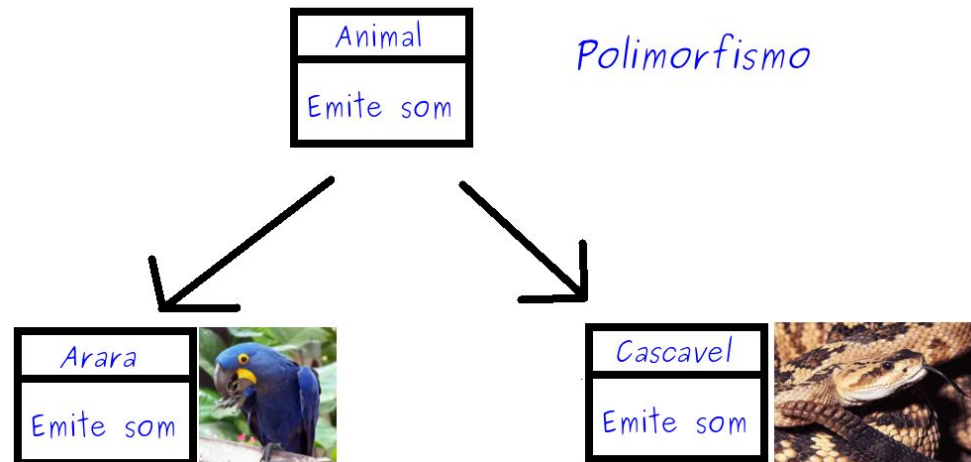 Animal
Polimorfismo
Emite som
Arara
Emite som
Cascavel
Emite som